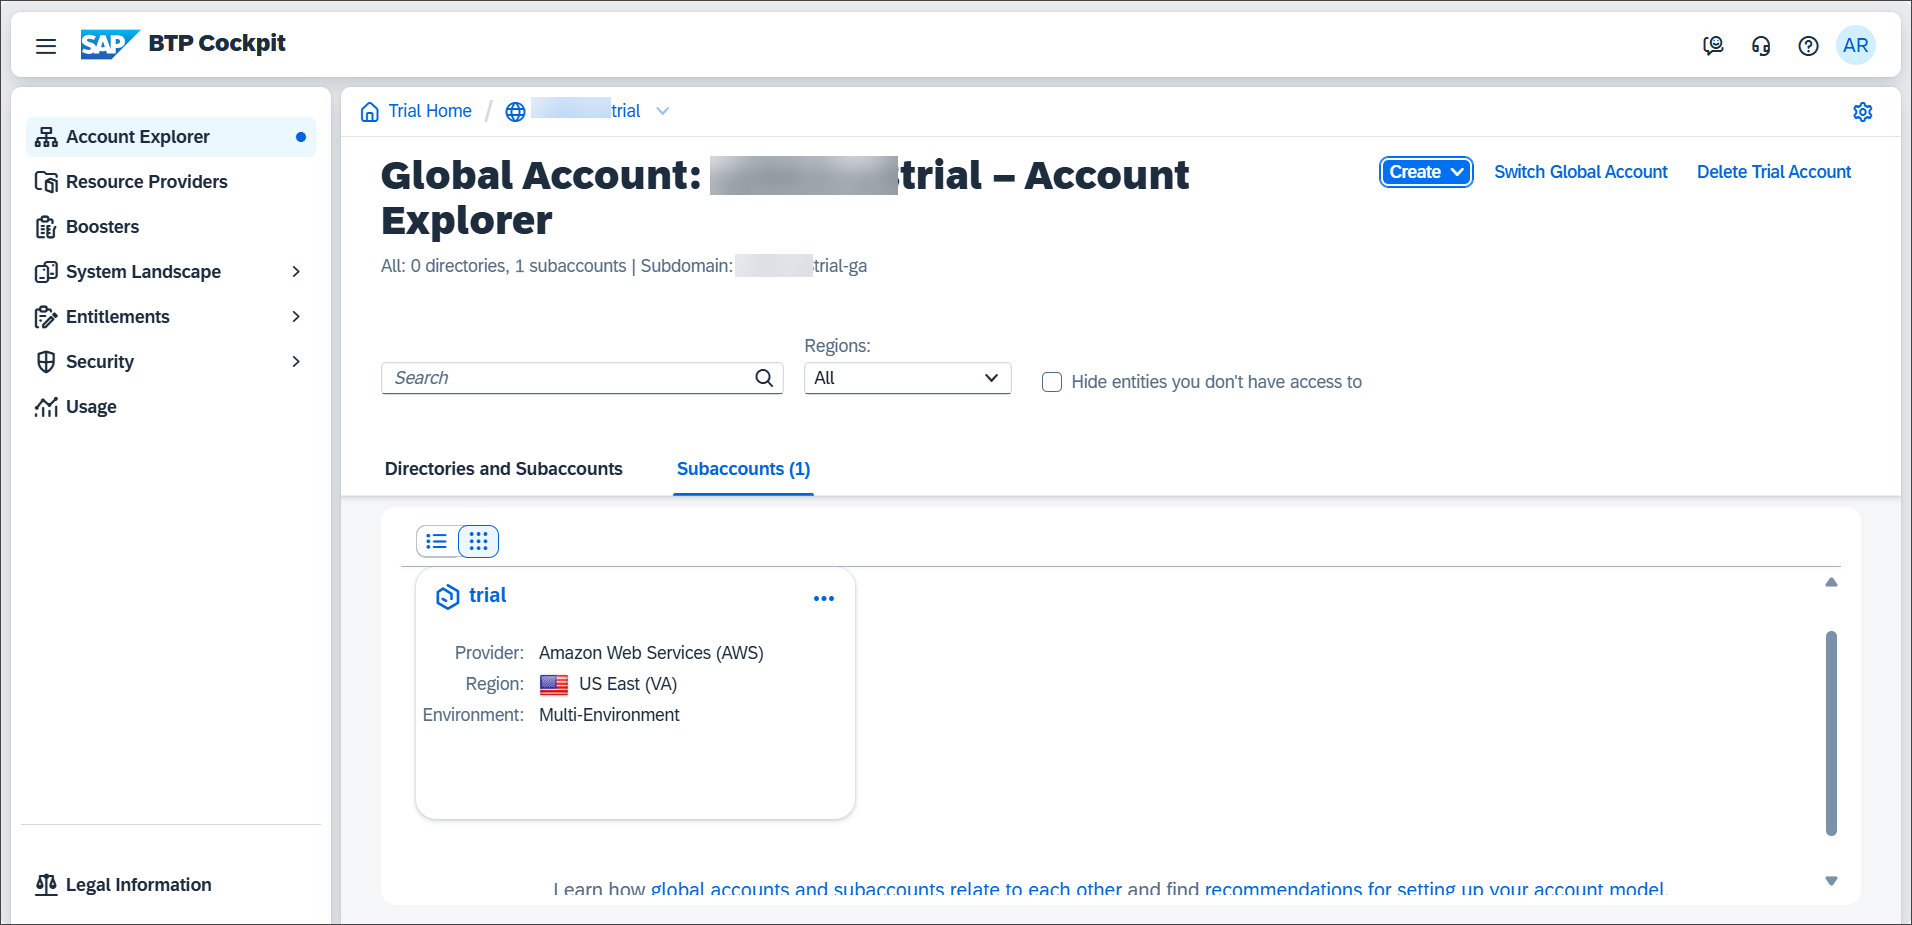 SAP BTP Cockpit
AR
Account Explorer
Resource Providers
Boosters
System Landscape
Entitlements
Security
Usage
Legal Information
Trial Home / trial
Global Account: trial – Account
Explorer
Create
Switch Global Account
Delete Trial Account
All: 0 directories, 1 subaccounts | Subdomain: trial-ga
Regions:
Search
All
Hide entities you don't have access to
Directories and Subaccounts
Subaccounts (1)
trial
Provider: Amazon Web Services (AWS)
Region: US East (VA)
Environment: Multi-Environment
Learn how global accounts and subaccounts relate to each other and find recommendations for setting up your account model.